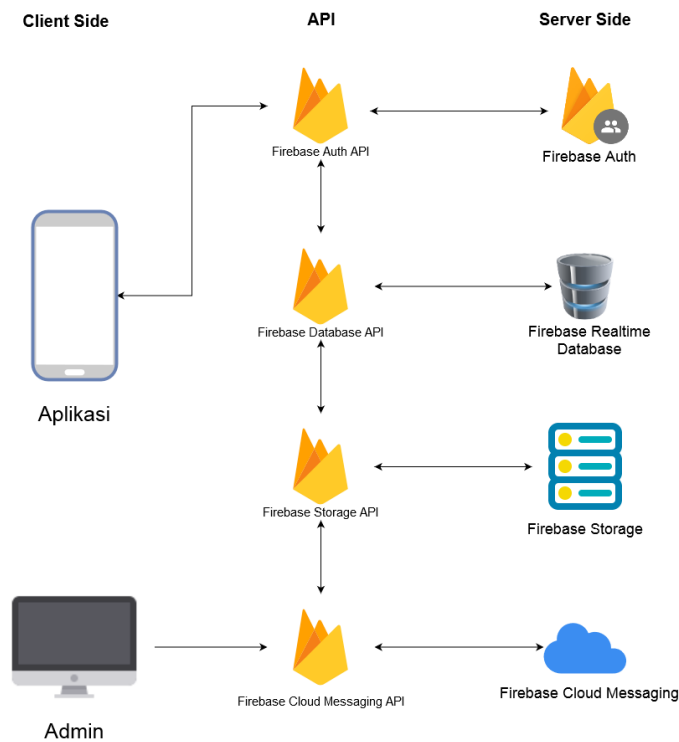 Client Side
API
Server Side
Firebase Auth API
Firebase Auth
Firebase Database API
Firebase Realtime
Database
Aplikasi
Firebase Storage API
Firebase Storage
Firebase Cloud Messaging API
Firebase Cloud Messaging
Admin